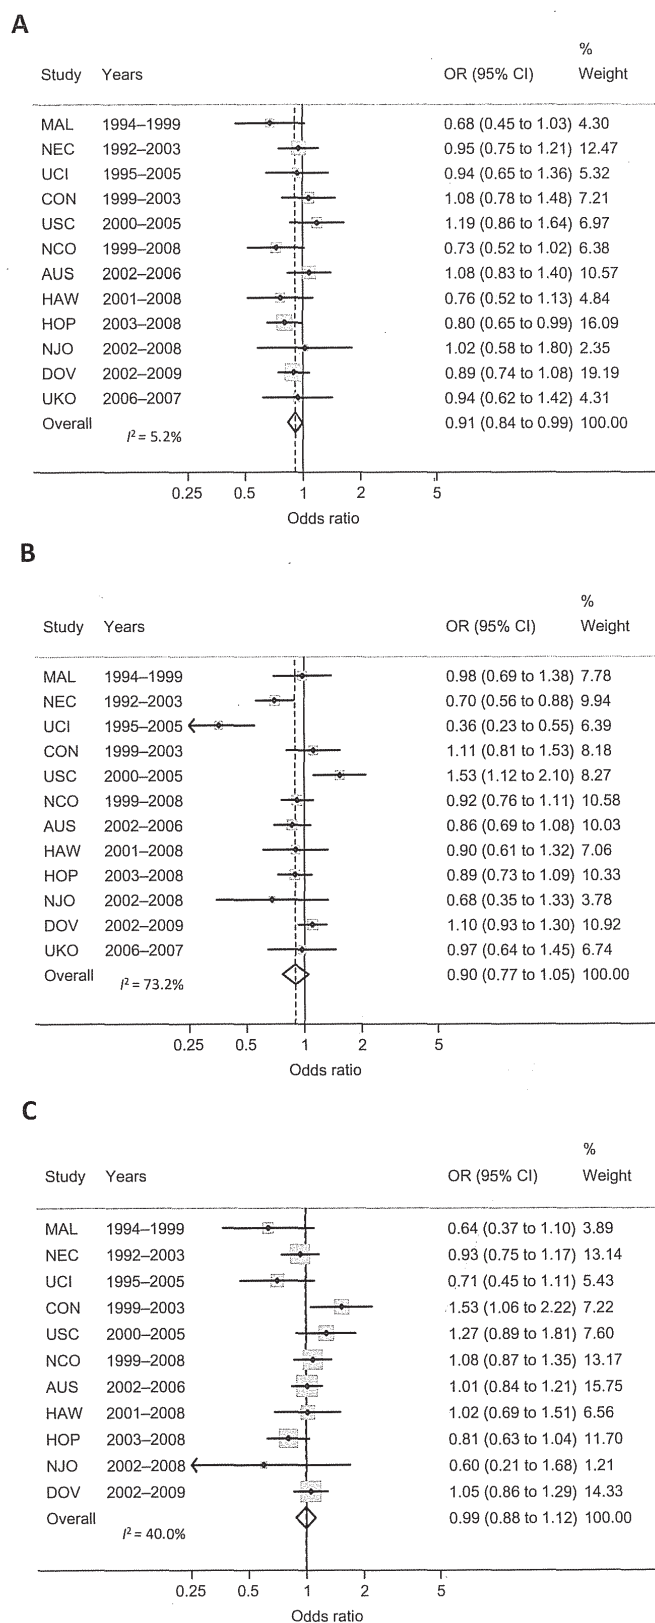 A
%
Study Years OR (95% CI) Weight
MAL 1994–1999 0.68 (0.45 to 1.03) 4.30
NEC 1992–2003 0.95 (0.75 to 1.21) 12.47
UCI 1995–2005 0.94 (0.65 to 1.36) 5.32
CON 1999–2003 1.08 (0.78 to 1.48) 7.21
USC 2000–2005 1.19 (0.86 to 1.64) 6.97
NCO 1999–2008 0.73 (0.52 to 1.02) 6.38
AUS 2002–2006 1.08 (0.83 to 1.40) 10.57
HAW 2001–2008 0.76 (0.52 to 1.13) 4.84
HOP 2003–2008 0.80 (0.65 to 0.99) 16.09
NJO 2002–2008 1.02 (0.58 to 1.80) 2.35
DOV 2002–2009 0.89 (0.74 to 1.08) 19.19
UKO 2006–2007 0.94 (0.62 to 1.42) 4.31
Overall 0.91 (0.84 to 0.99) 100.00
I² = 5.2%
0.25 0.5 1 2 5
Odds ratio
B
%
Study Years OR (95% CI) Weight
MAL 1994–1999 0.98 (0.69 to 1.38) 7.78
NEC 1992–2003 0.70 (0.56 to 0.88) 9.94
UCI 1995–2005 0.36 (0.23 to 0.55) 6.39
CON 1999–2003 1.11 (0.81 to 1.53) 8.18
USC 2000–2005 1.53 (1.12 to 2.10) 8.27
NCO 1999–2008 0.92 (0.76 to 1.11) 10.58
AUS 2002–2006 0.86 (0.69 to 1.08) 10.03
HAW 2001–2008 0.90 (0.61 to 1.32) 7.06
HOP 2003–2008 0.89 (0.73 to 1.09) 10.33
NJO 2002–2008 0.68 (0.35 to 1.33) 3.78
DOV 2002–2009 1.10 (0.93 to 1.30) 10.92
UKO 2006–2007 0.97 (0.64 to 1.45) 6.74
Overall 0.90 (0.77 to 1.05) 100.00
I² = 73.2%
0.25 0.5 1 2 5
Odds ratio
C
%
Study Years OR (95% CI) Weight
MAL 1994–1999 0.64 (0.37 to 1.10) 3.89
NEC 1992–2003 0.93 (0.75 to 1.17) 13.14
UCI 1995–2005 0.71 (0.45 to 1.11) 5.43
CON 1999–2003 1.53 (1.06 to 2.22) 7.22
USC 2000–2005 1.27 (0.89 to 1.81) 7.60
NCO 1999–2008 1.08 (0.87 to 1.35) 13.17
AUS 2002–2006 1.01 (0.84 to 1.21) 15.75
HAW 2001–2008 1.02 (0.69 to 1.51) 6.56
HOP 2003–2008 0.81 (0.63 to 1.04) 11.70
NJO 2002–2008 0.60 (0.21 to 1.68) 1.21
DOV 2002–2009 1.05 (0.86 to 1.29) 14.33
Overall 0.99 (0.88 to 1.12) 100.00
I² = 40.0%
0.25 0.5 1 2 5
Odds ratio